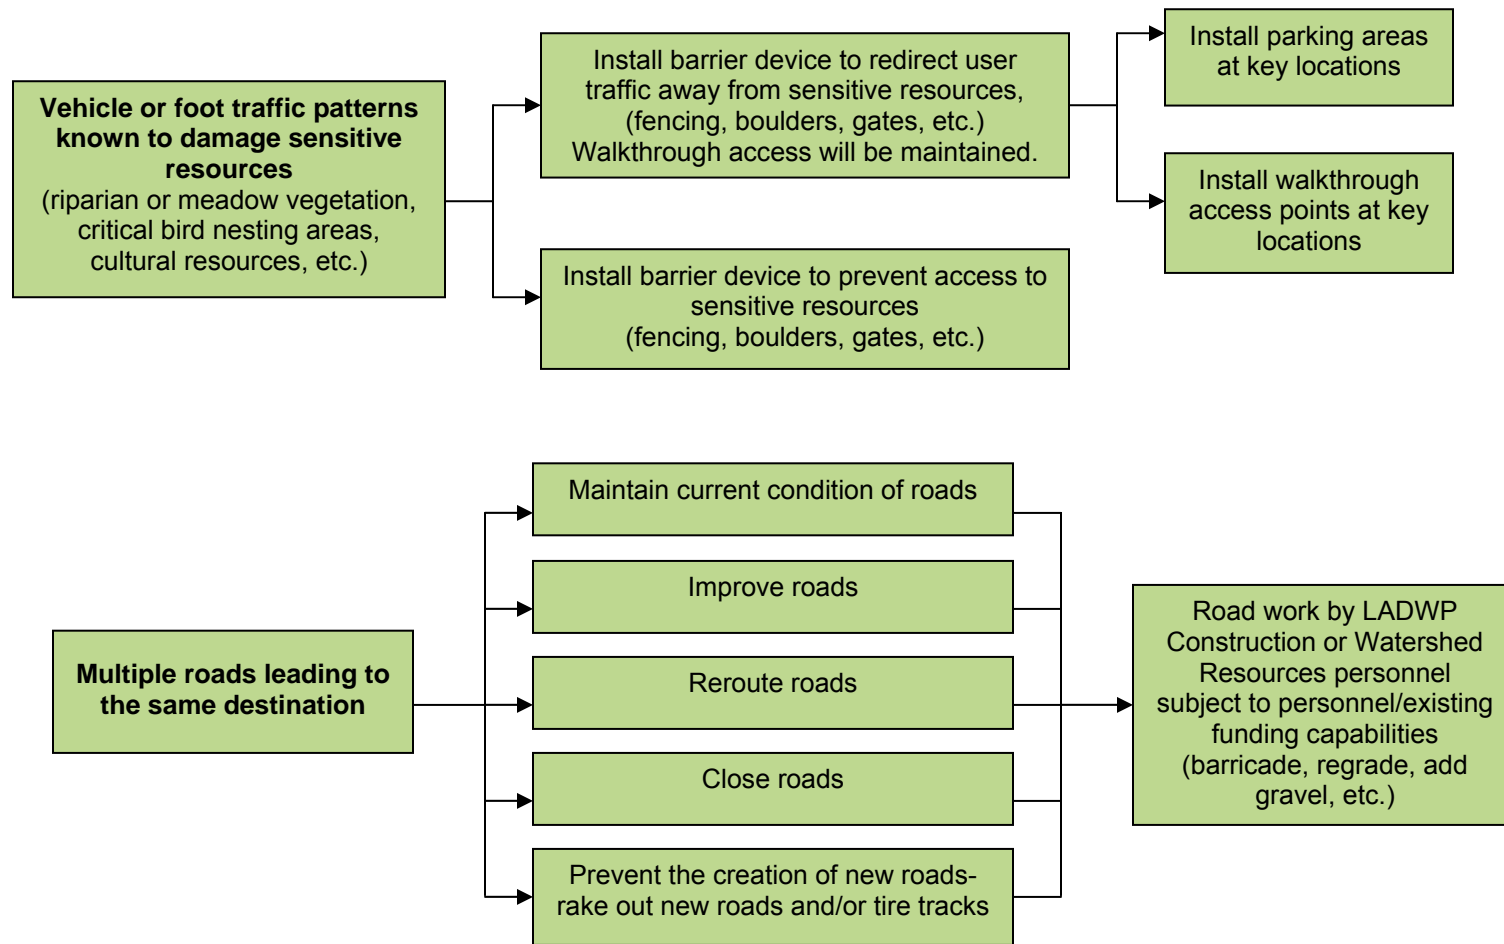 Vehicle or foot traffic patterns
known to damage sensitive
resources
(riparian or meadow vegetation,
critical bird nesting areas,
cultural resources, etc.)
Install barrier device to redirect user
traffic away from sensitive resources,
(fencing, boulders, gates, etc.)
Walkthrough access will be maintained.
Install parking areas
at key locations
Install walkthrough
access points at key
locations
Install barrier device to prevent access to
sensitive resources
(fencing, boulders, gates, etc.)
Multiple roads leading to
the same destination
Maintain current condition of roads
Improve roads
Reroute roads
Close roads
Prevent the creation of new roads-
rake out new roads and/or tire tracks
Road work by LADWP
Construction or Watershed
Resources personnel
subject to personnel/existing
funding capabilities
(barricade, regrade, add
gravel, etc.)